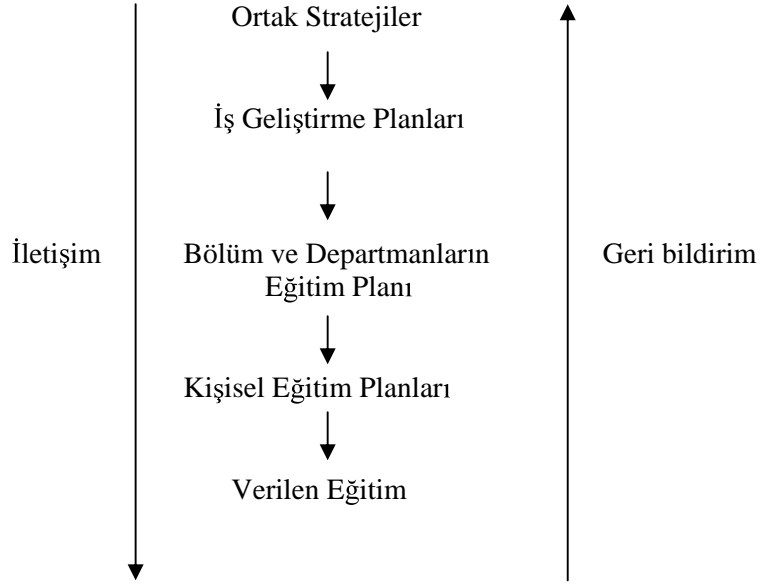 Ortak Stratejiler
İş Geliştirme Planları
İletişim
Bölüm ve Departmanların
Eğitim Planı
Geri bildirim
Kişisel Eğitim Planları
Verilen Eğitim